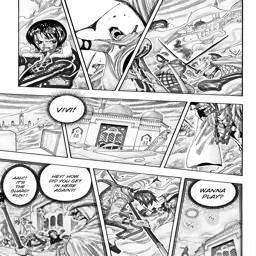 VIVI!
WANNA
PLAY?
HEY! HOW
DID YOU GET
IN HERE
AGAIN?!
AAH!!
IT'S THE
GUARD!
RUN!!